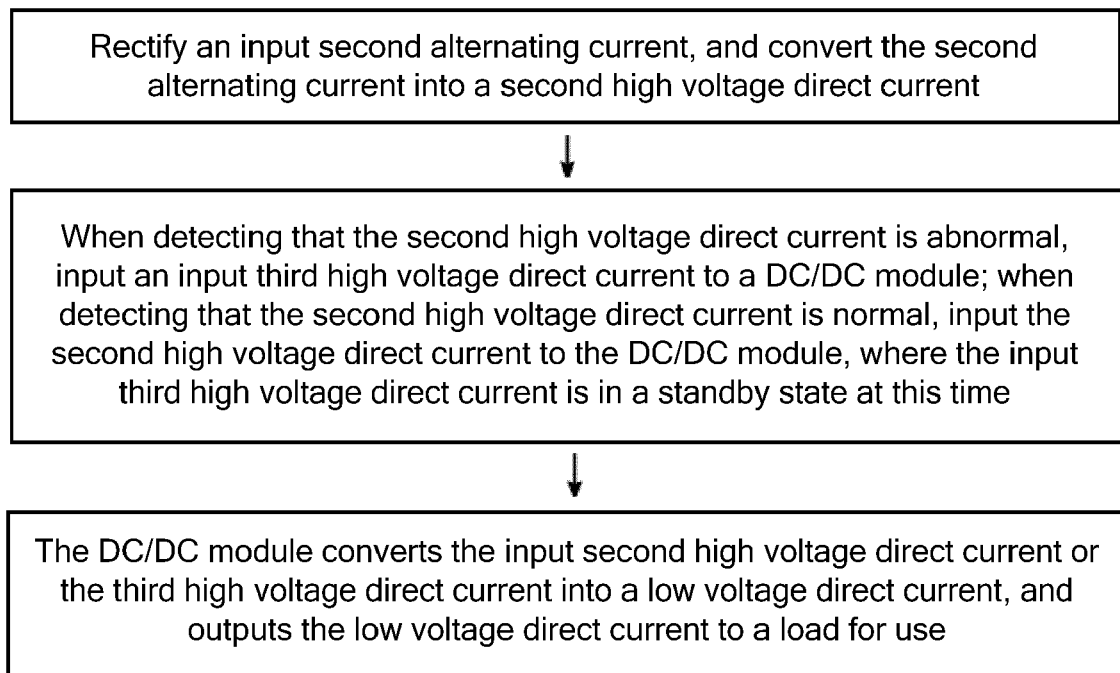 Rectify an input second alternating current, and convert the second
alternating current into a second high voltage direct current
When detecting that the second high voltage direct current is abnormal,
input an input third high voltage direct current to a DC/DC module; when
detecting that the second high voltage direct current is normal, input the
second high voltage direct current to the DC/DC module, where the input
third high voltage direct current is in a standby state at this time
The DC/DC module converts the input second high voltage direct current or
the third high voltage direct current into a low voltage direct current, and
outputs the low voltage direct current to a load for use